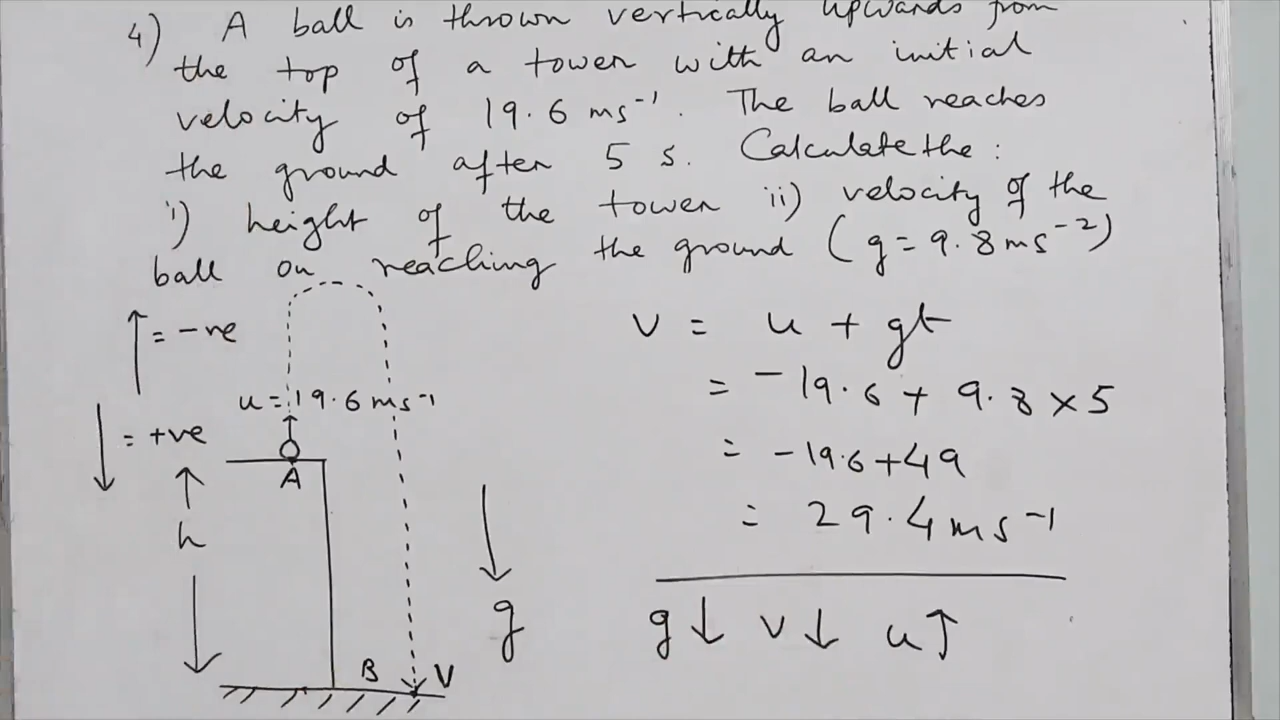 4) A ball is thrown vertically upwards from
the top of a tower with an initial
velocity of 19.6 ms⁻¹. The ball reaches
the ground after 5 s. Calculate the:
i) height of the tower ii) velocity of the
ball on reaching the ground (g = 9.8 ms⁻²)
↑ = -ve
↓ = +ve
u = 19.6 ms⁻¹
A
h
B
V
g
V = u + gt
= -19.6 + 9.8 × 5
= -19.6 + 49
= 29.4 ms⁻¹
g↓ v↓ u↑